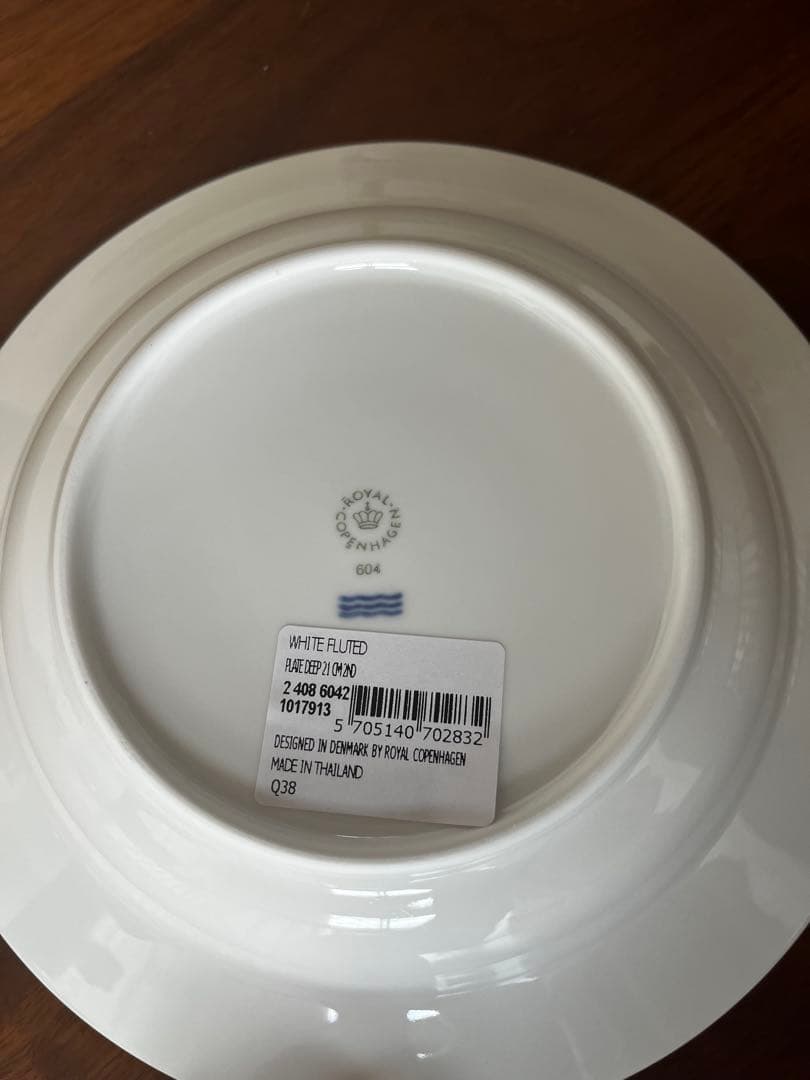 ROYAL COPENHAGEN
604
WHITE FLUTED
PLATE DEEP 21 CM 2ND
2 408 6042
1017913
5 705140 702832
DESIGNED IN DENMARK BY ROYAL COPENHAGEN
MADE IN THAILAND
Q38